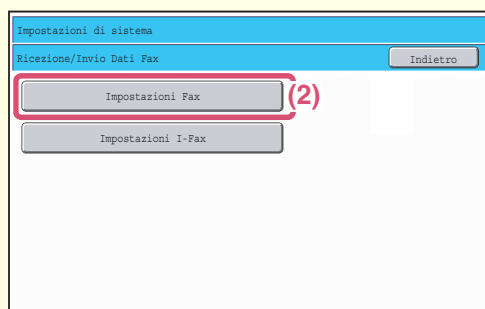 Impostazioni di sistema
Ricezione/Invio Dati Fax Indietro
Impostazioni Fax (2)
Impostazioni I-Fax